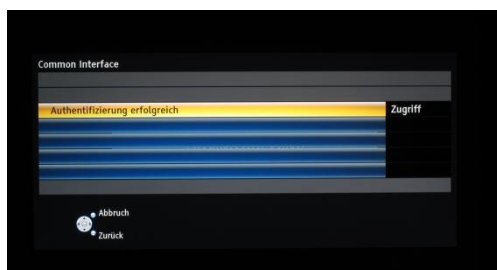 Common Interface
Authentifizierung erfolgreich
Zugriff
Abbruch
Zurück